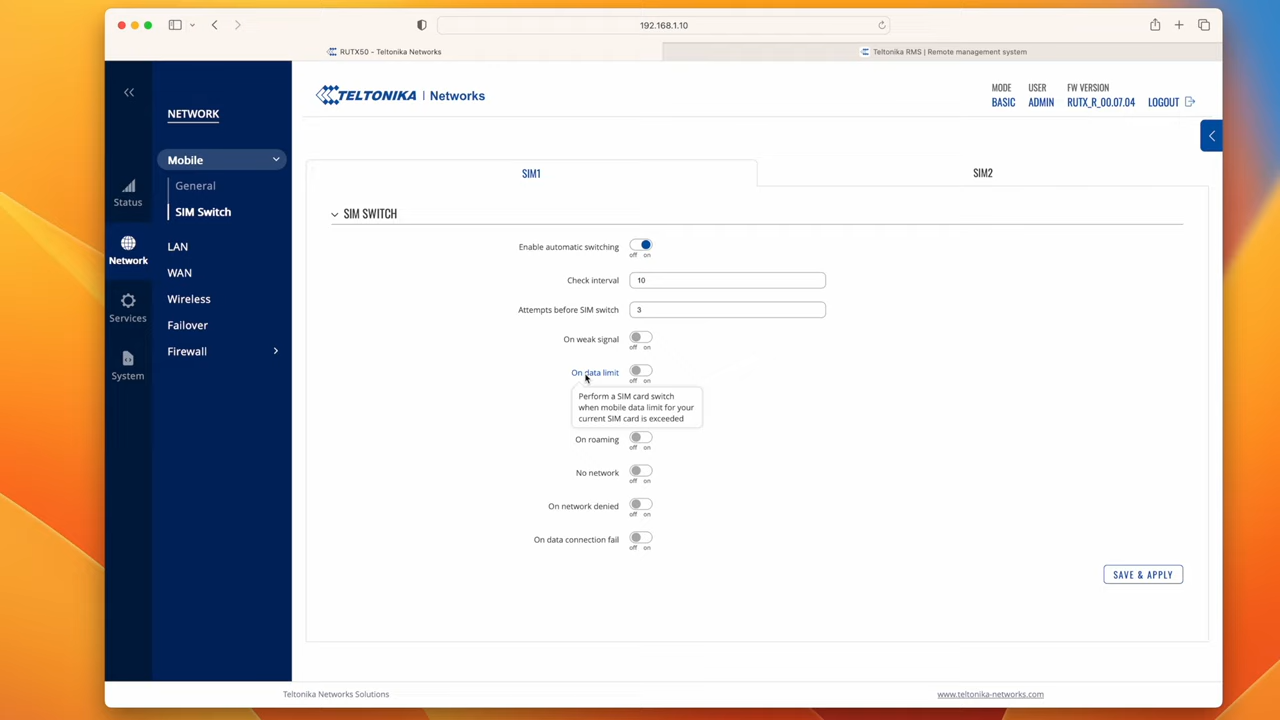 192.168.1.10
RUTX50 - Teltonika Networks
Teltonika RMS | Remote management system
NETWORK
Mobile
General
SIM Switch
LAN
WAN
Wireless
Failover
Firewall
Status
Network
Services
System
TELTONIKA | Networks
MODE
BASIC
USER
ADMIN
FW VERSION
RUTX_R_00.07.04
LOGOUT
SIM1
SIM2
SIM SWITCH
Enable automatic switching
off on
Check interval
10
Attempts before SIM switch
3
On weak signal
off on
On data limit
off on
Perform a SIM card switch
when mobile data limit for your
current SIM card is exceeded
On roaming
off on
No network
off on
On network denied
off on
On data connection fail
off on
SAVE & APPLY
Teltonika Networks Solutions
www.teltonika-networks.com